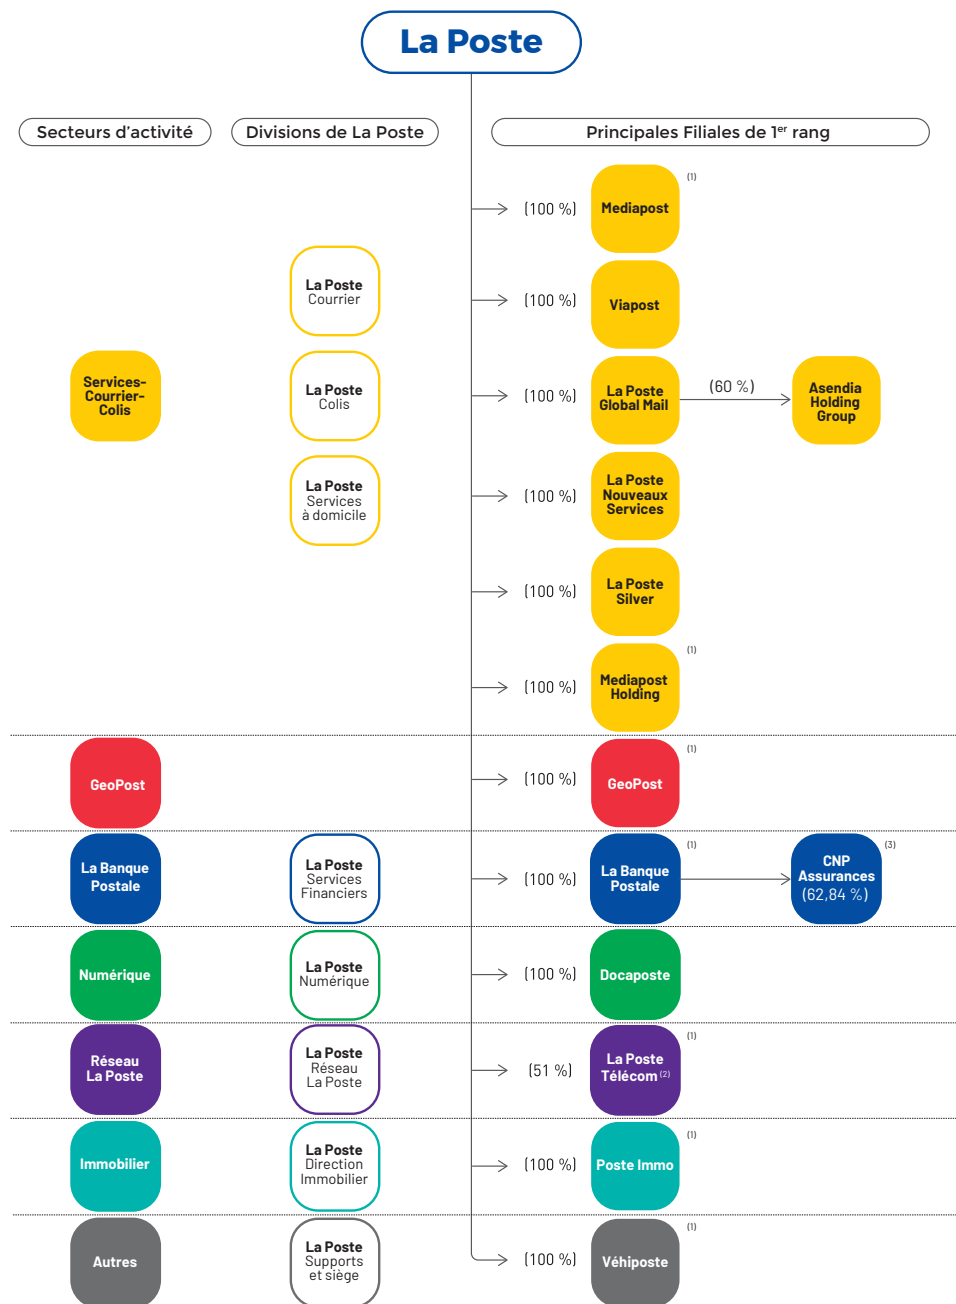 La Poste
Secteurs d'activité
Divisions de La Poste
Principales Filiales de 1er rang
(100 %)
Mediapost
(1)
La Poste
Courrier
(100 %)
Viapost
Services-
Courrier-
Colis
La Poste
Colis
(100 %)
La Poste
Global Mail
(60 %)
Asendia
Holding
Group
La Poste
Services
à domicile
(100 %)
La Poste
Nouveaux
Services
(100 %)
La Poste
Silver
(100 %)
Mediapost
Holding
(1)
GeoPost
(100 %)
GeoPost
(1)
La Banque
Postale
La Poste
Services
Financiers
(100 %)
La Banque
Postale
(1)
CNP
Assurances
(62,84 %)
(3)
Numérique
La Poste
Numérique
(100 %)
Docaposte
Réseau
La Poste
La Poste
Réseau
La Poste
(51 %)
La Poste
Télécom (2)
(1)
Immobilier
La Poste
Direction
Immobilier
(100 %)
Poste Immo
(1)
Autres
La Poste
Supports
et siège
(100 %)
Véhiposte
(1)